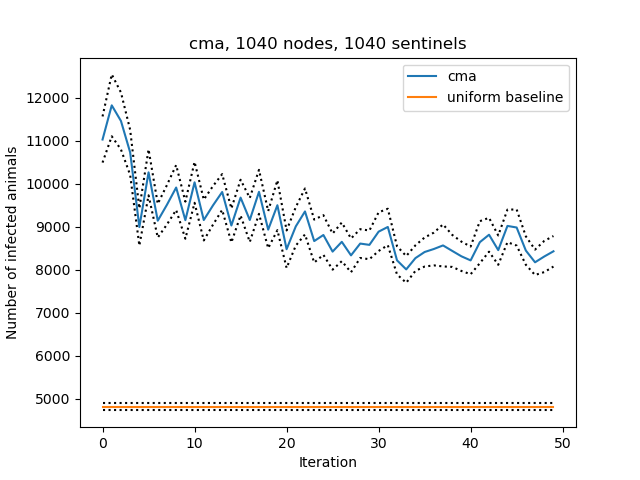 cma, 1040 nodes, 1040 sentinels
cma
uniform baseline
Number of infected animals
12000
11000
10000
9000
8000
7000
6000
5000
0 10 20 30 40 50
Iteration